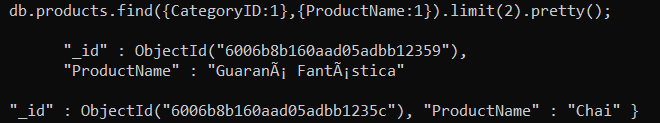 db.products.find({CategoryID:1},{ProductName:1}).limit(2).pretty();
"_id" : ObjectId("6006b8b160aad05adbb12359"),
"ProductName" : "GuaranÃ¡ FantÃ¡stica"
"_id" : ObjectId("6006b8b160aad05adbb1235c"), "ProductName" : "Chai" }